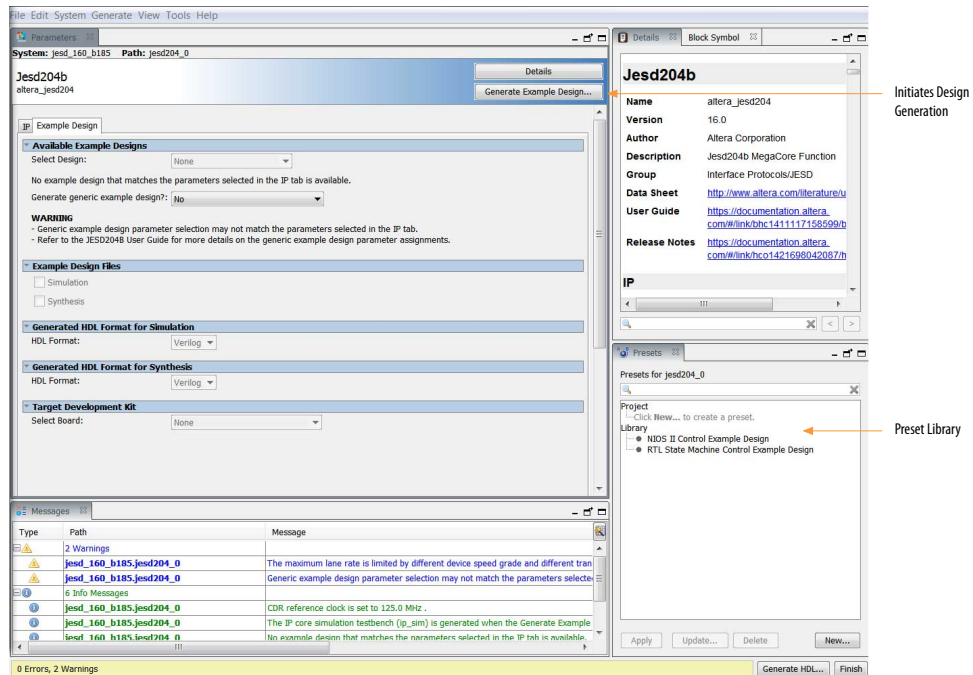 File Edit System Generate View Tools Help
Parameters
System: jesd_160_b185 Path: jesd204_0
Jesd204b
altera_jesd204
Details
Generate Example Design...
IP Example Design
Available Example Designs
Select Design: None
No example design that matches the parameters selected in the IP tab is available.
Generate generic example design?: No
WARNING
- Generic example design parameter selection may not match the parameters selected in the IP tab.
- Refer to the JESD204B User Guide for more details on the generic example design parameter assignments.
Example Design Files
Simulation
Synthesis
Generated HDL Format for Simulation
HDL Format: Verilog
Generated HDL Format for Synthesis
HDL Format: Verilog
Target Development Kit
Select Board: None
Messages
Type Path Message
2 Warnings
jesd_160_b185.jesd204_0 The maximum lane rate is limited by different device speed grade and different tran
jesd_160_b185.jesd204_0 Generic example design parameter selection may not match the parameters selecte
6 Info Messages
jesd_160_b185.jesd204_0 CDR reference clock is set to 125.0 MHz .
jesd_160_b185.jesd204_0 The IP core simulation testbench (ip_sim) is generated when the Generate Example
jesd_160_b185.jesd204_0 No example design that matches the parameters selected in the IP tab is available.
0 Errors, 2 Warnings
Details Block Symbol
Jesd204b
Name altera_jesd204
Version 16.0
Author Altera Corporation
Description Jesd204b MegaCore Function
Group Interface Protocols/JESD
Data Sheet http://www.altera.com/literature/u
User Guide https://documentation.altera.
com/#/link/bhc1411117158599/b
Release Notes https://documentation.altera.
com/#/link/hco1421698042087/h
IP
< >
Presets
Presets for jesd204_0
Project
Click New... to create a preset.
Library
NIOS II Control Example Design
RTL State Machine Control Example Design
Apply Update... Delete New...
Generate HDL... Finish
Initiates Design
Generation
Preset Library